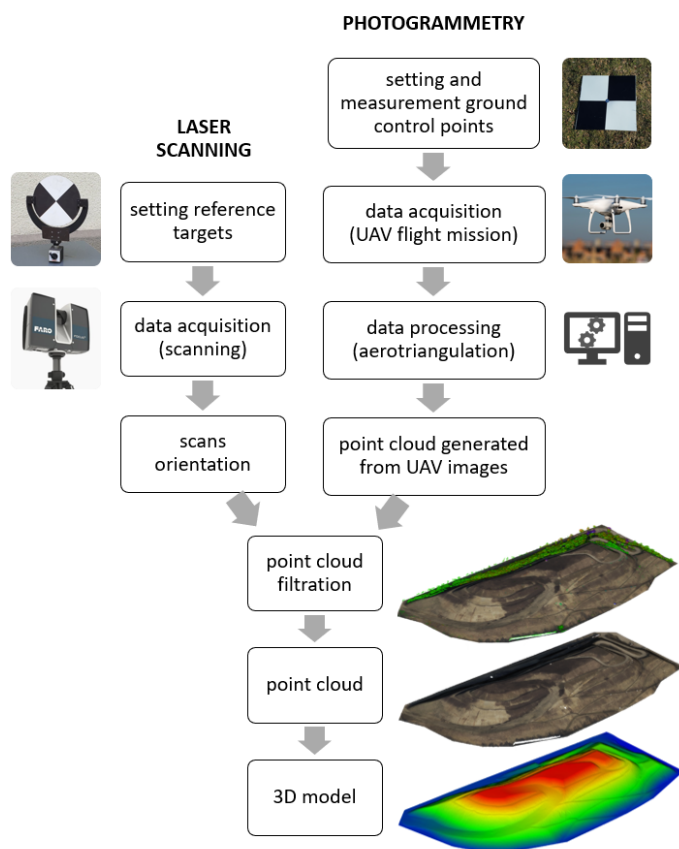 PHOTOGRAMMETRY
setting and
measurement ground
control points
LASER
SCANNING
setting reference
targets
data acquisition
(UAV flight mission)
FARO
data acquisition
(scanning)
data processing
(aerotriangulation)
scans
orientation
point cloud generated
from UAV images
point cloud
filtration
point cloud
3D model